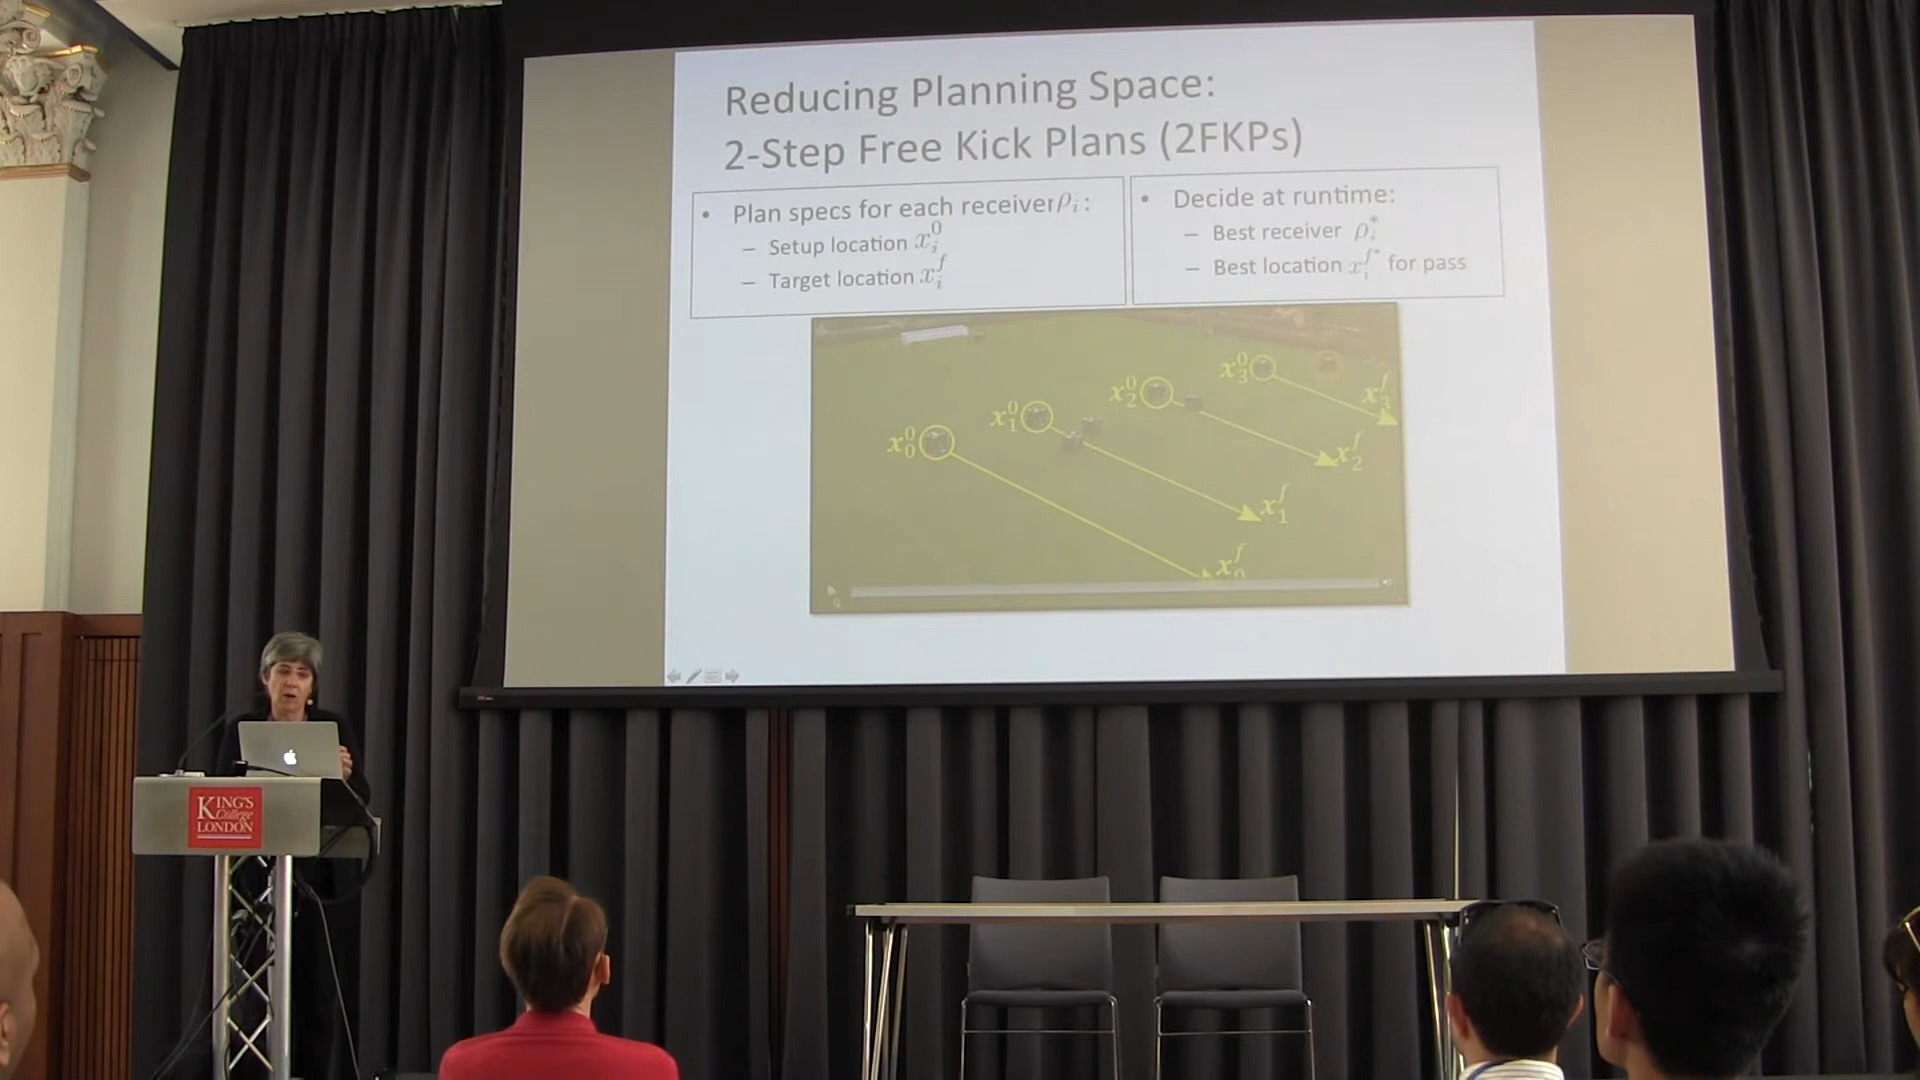 Reducing Planning Space:
2-Step Free Kick Plans (2FKPs)
• Plan specs for each receiver ρᵢ:
– Setup location xᵢ⁰
– Target location xᵢᶠ
• Decide at runtime:
– Best receiver ρᵢ*
– Best location xᵢᶠ* for pass
x₃⁰
x₂⁰
x₃ᶠ
x₁⁰
x₀⁰
x₂ᶠ
x₁ᶠ
x₀ᶠ
KING'S
College
LONDON